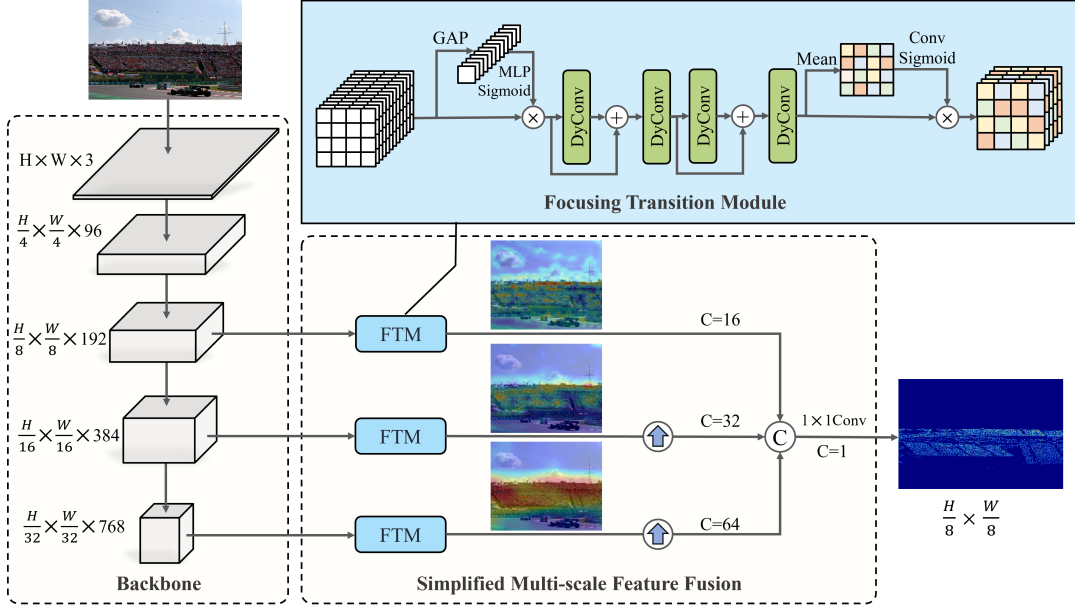 GAP
MLP
Sigmoid
DyConv
+
DyConv
DyConv
+
DyConv
Mean
Conv
Sigmoid
×
×
Focusing Transition Module
H×W×3
H/4 × W/4 ×96
H/8 × W/8 ×192
H/16 × W/16 ×384
H/32 × W/32 ×768
Backbone
FTM
C=16
FTM
C=32
FTM
C=64
C
1×1Conv
C=1
Simplified Multi-scale Feature Fusion
H/8 × W/8